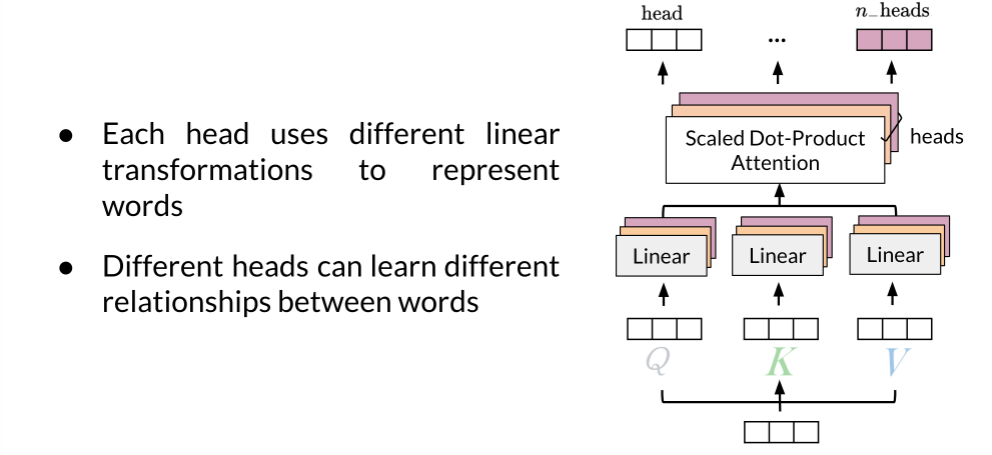 ● Each head uses different linear
transformations to represent
words
● Different heads can learn different
relationships between words
head
...
n_heads
Scaled Dot-Product
Attention
heads
Linear
Linear
Linear
Q
K
V